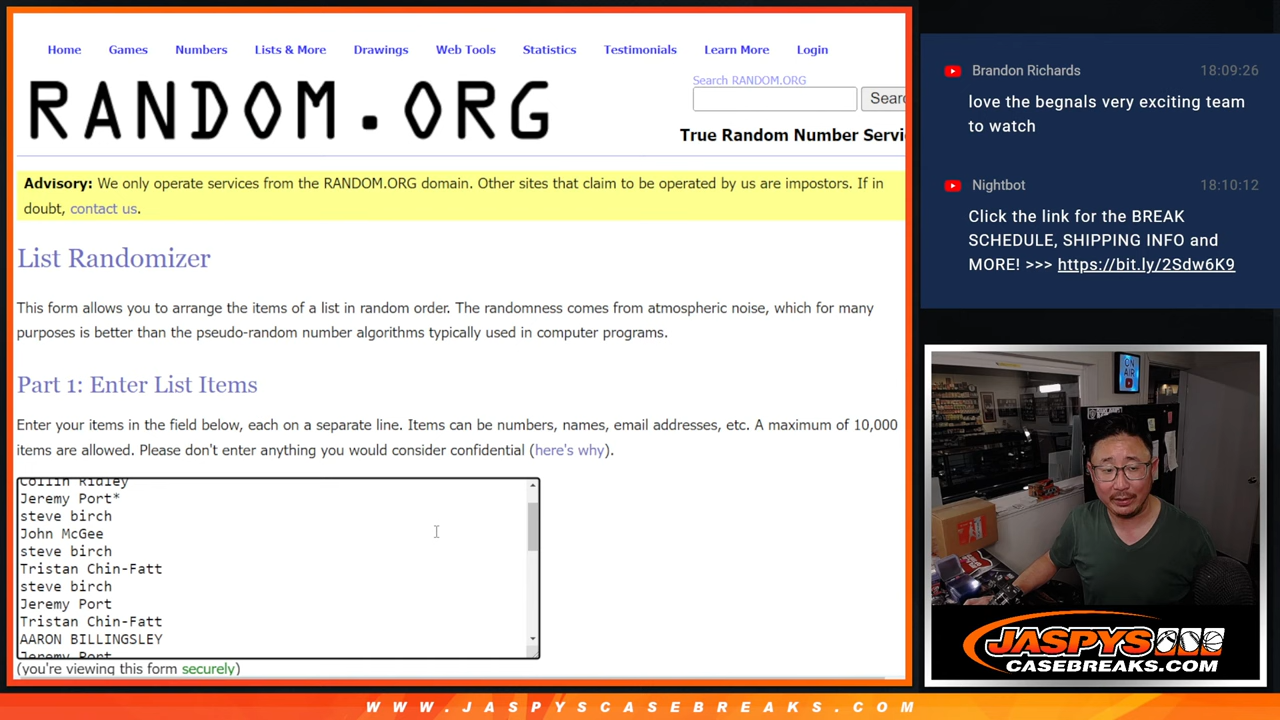 Home Games Numbers Lists & More Drawings Web Tools Statistics Testimonials Learn More Login
RANDOM.ORG
Search RANDOM.ORG
Searc
True Random Number Servi
Advisory: We only operate services from the RANDOM.ORG domain. Other sites that claim to be operated by us are impostors. If in
doubt, contact us.
List Randomizer
This form allows you to arrange the items of a list in random order. The randomness comes from atmospheric noise, which for many
purposes is better than the pseudo-random number algorithms typically used in computer programs.
Part 1: Enter List Items
Enter your items in the field below, each on a separate line. Items can be numbers, names, email addresses, etc. A maximum of 10,000
items are allowed. Please don't enter anything you would consider confidential (here's why).
Collin Ridley
Jeremy Port*
steve birch
John McGee
steve birch
Tristan Chin-Fatt
steve birch
Jeremy Port
Tristan Chin-Fatt
AARON BILLINGSLEY
Jeremy Port
(you're viewing this form securely)
Brandon Richards 18:09:26
love the begnals very exciting team
to watch
Nightbot 18:10:12
Click the link for the BREAK
SCHEDULE, SHIPPING INFO and
MORE! >>> https://bit.ly/2Sdw6K9
ON
AIR
JASPYS
CASEBREAKS.COM
WWW.JASPYSCASEBREAKS.COM